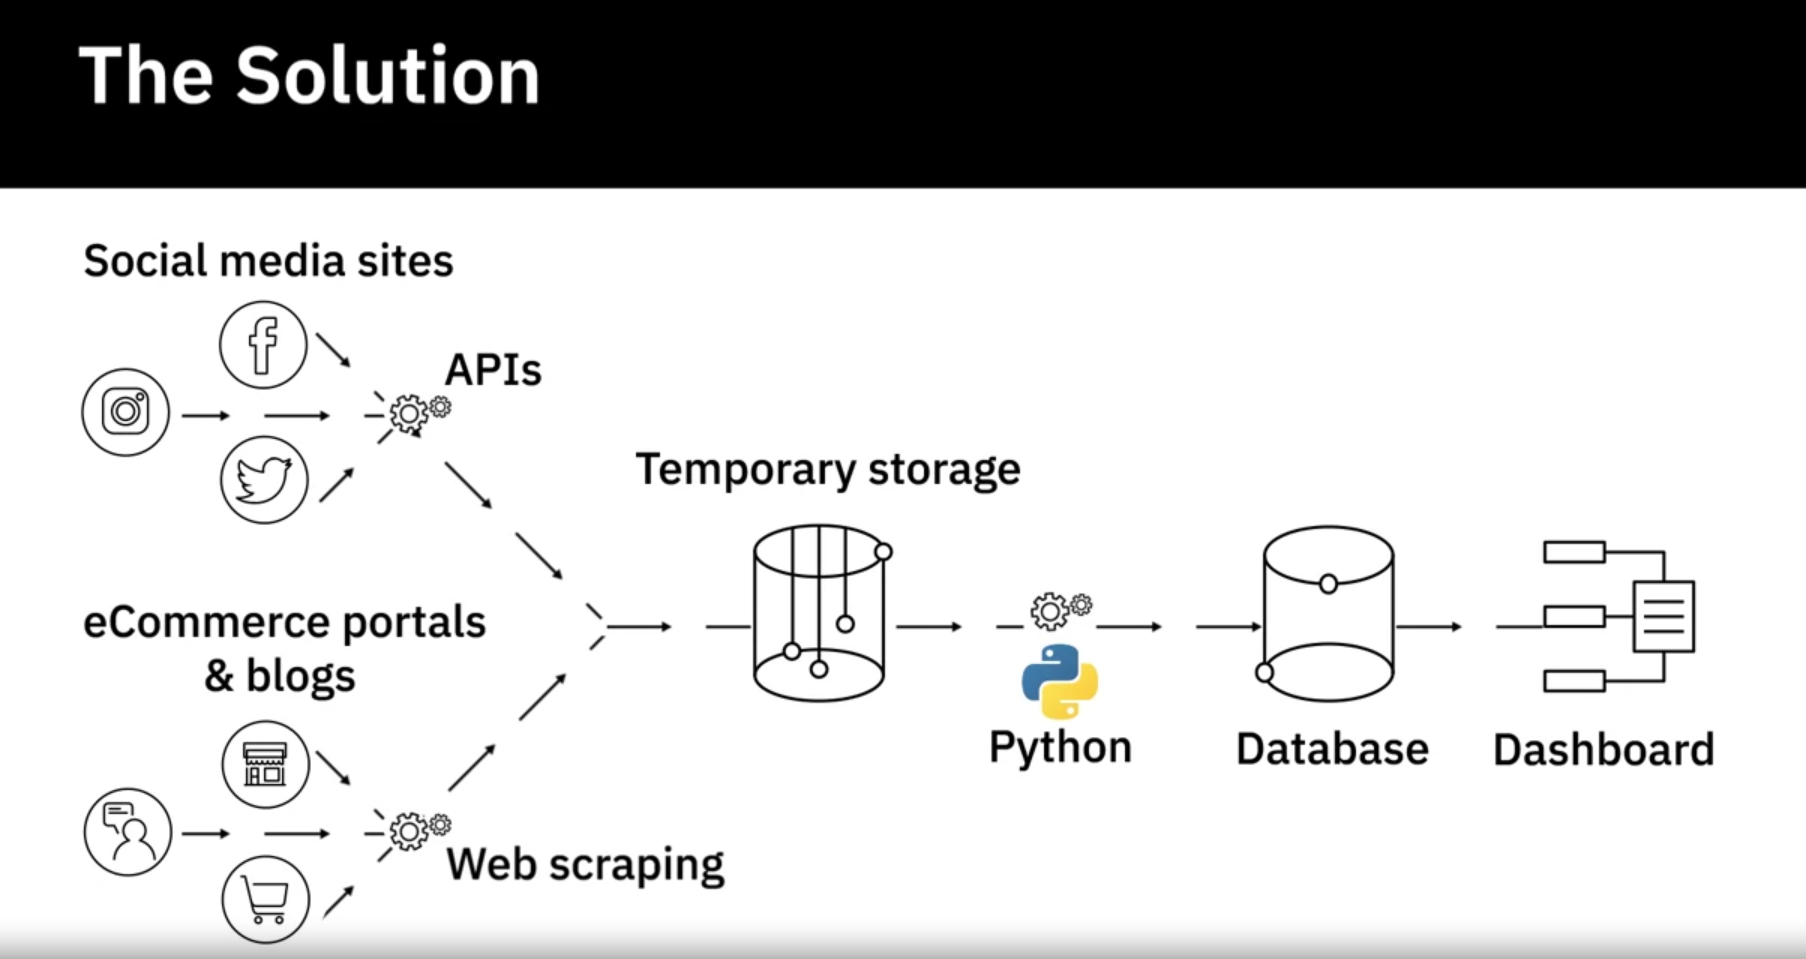 The Solution
Social media sites
APIs
Temporary storage
eCommerce portals
& blogs
Web scraping
Python
Database
Dashboard